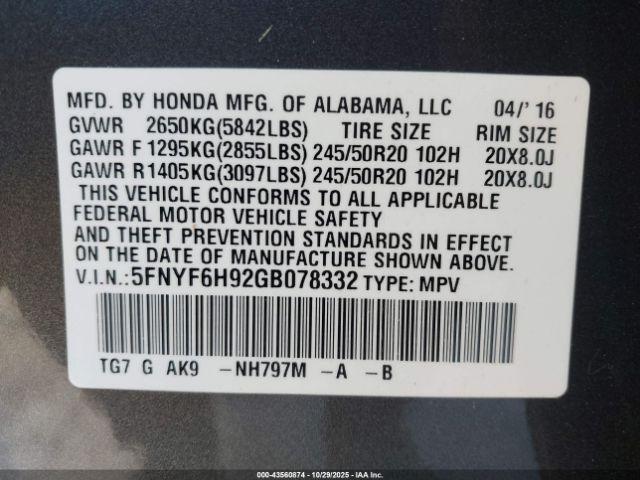 MFD. BY HONDA MFG. OF ALABAMA, LLC 04/' 16
GVWR 2650KG(5842LBS) TIRE SIZE RIM SIZE
GAWR F1295KG(2855LBS) 245/50R20 102H 20X8.0J
GAWR R1405KG(3097LBS) 245/50R20 102H 20X8.0J
THIS VEHICLE CONFORMS TO ALL APPLICABLE
FEDERAL MOTOR VEHICLE SAFETY
AND THEFT PREVENTION STANDARDS IN EFFECT
ON THE DATE OF MANUFACTURE SHOWN ABOVE.
V.I.N.:5FNYF6H92GB078332 TYPE: MPV
TG7 G AK9 -NH797M -A -B
000-43560874 | 10/29/2025 | IAAI.COM